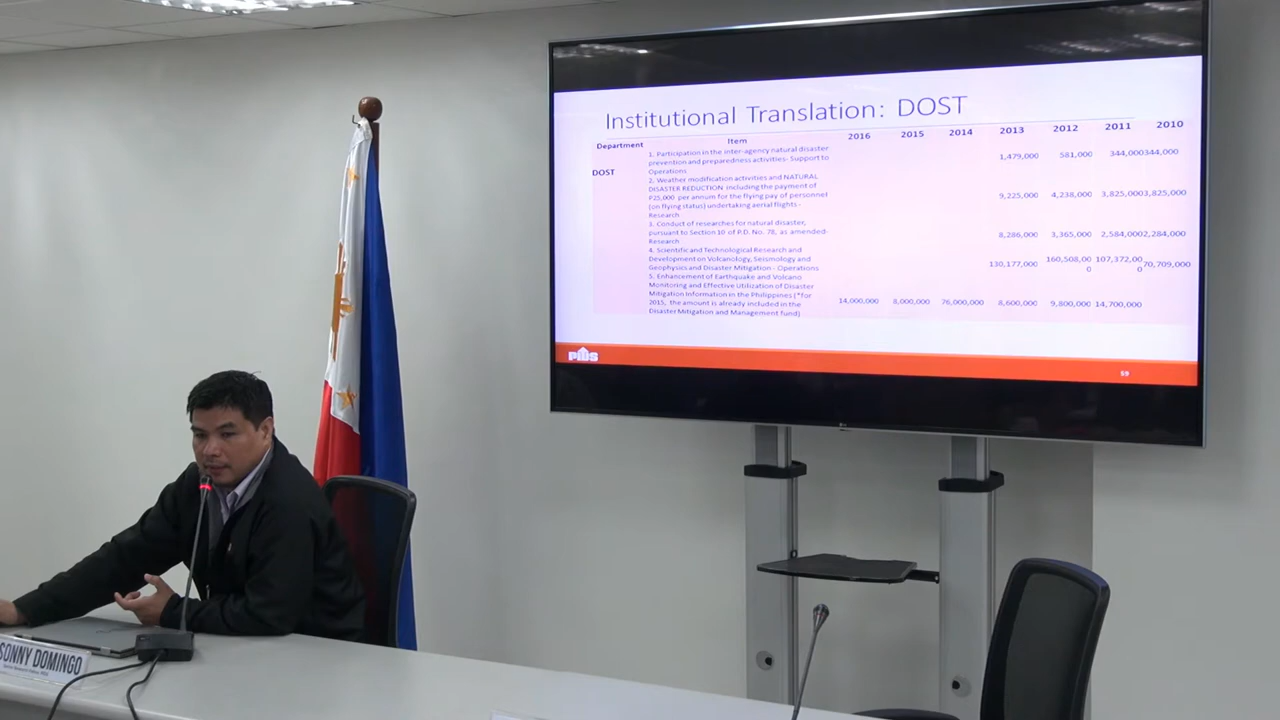 Institutional Translation: DOST
Department Item 2016 2015 2014 2013 2012 2011 2010
DOST
1. Participation in the inter-agency natural disaster
prevention and preparedness activities- Support to
Operations
1,479,000 581,000 344,000 344,000
2. Weather modification activities and NATURAL
DISASTER REDUCTION including the payment of
P25,000 per annum for the flying pay of personnel
(on flying status) undertaking aerial flights -
Research
9,225,000 4,238,000 3,825,000 3,825,000
3. Conduct of researches for natural disaster,
pursuant to Section 10 of P.D. No. 78, as amended-
Research
8,286,000 3,365,000 2,584,000 2,284,000
4. Scientific and Technological Research and
Development on Volcanology, Seismology and
Geophysics and Disaster Mitigation - Operations
130,177,000 160,508,000 107,372,000 70,709,000
5. Enhancement of Earthquake and Volcano
Monitoring and Effective Utilization of Disaster
Mitigation Information in the Philippines (*for
2015, the amount is already included in the
Disaster Mitigation and Management fund)
14,000,000 8,000,000 76,000,000 8,600,000 9,800,000 14,700,000
PIDS
59
SONNY DOMINGO